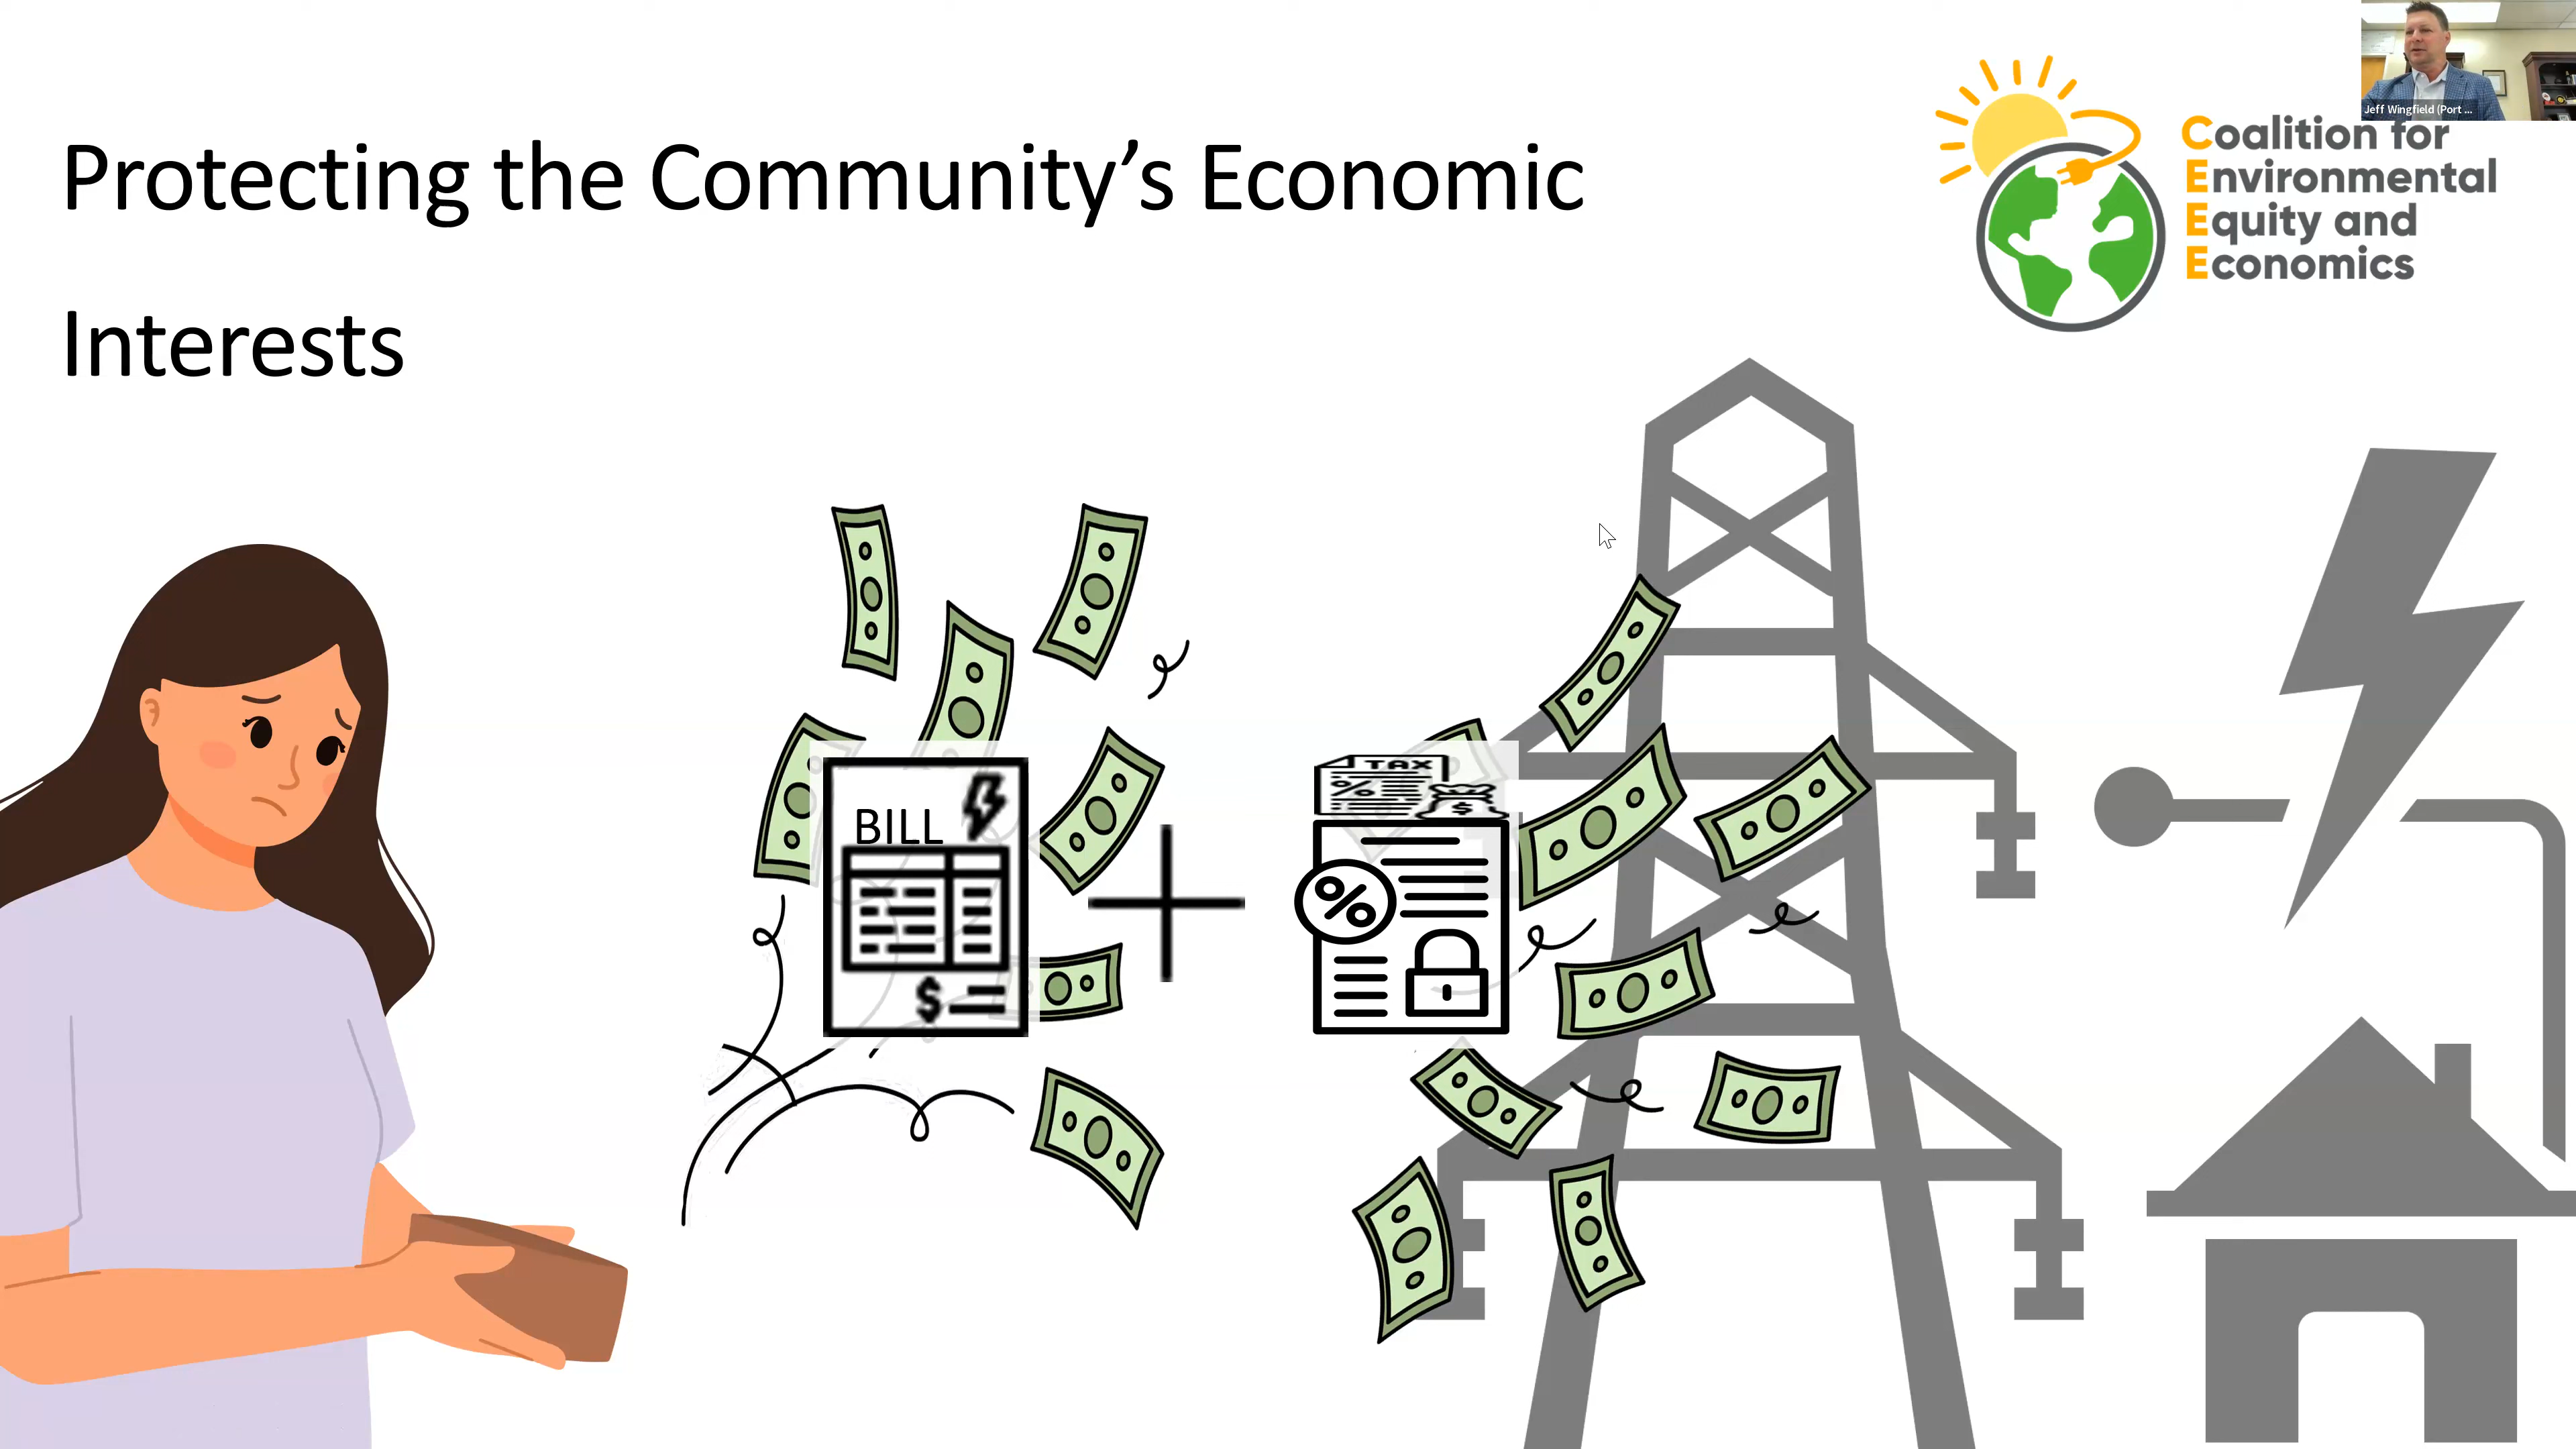 Protecting the Community’s Economic
Interests
Jeff Wingfield (Port ...
Coalition for
Environmental
Equity and
Economics
BILL
$
TAX
%
$
%